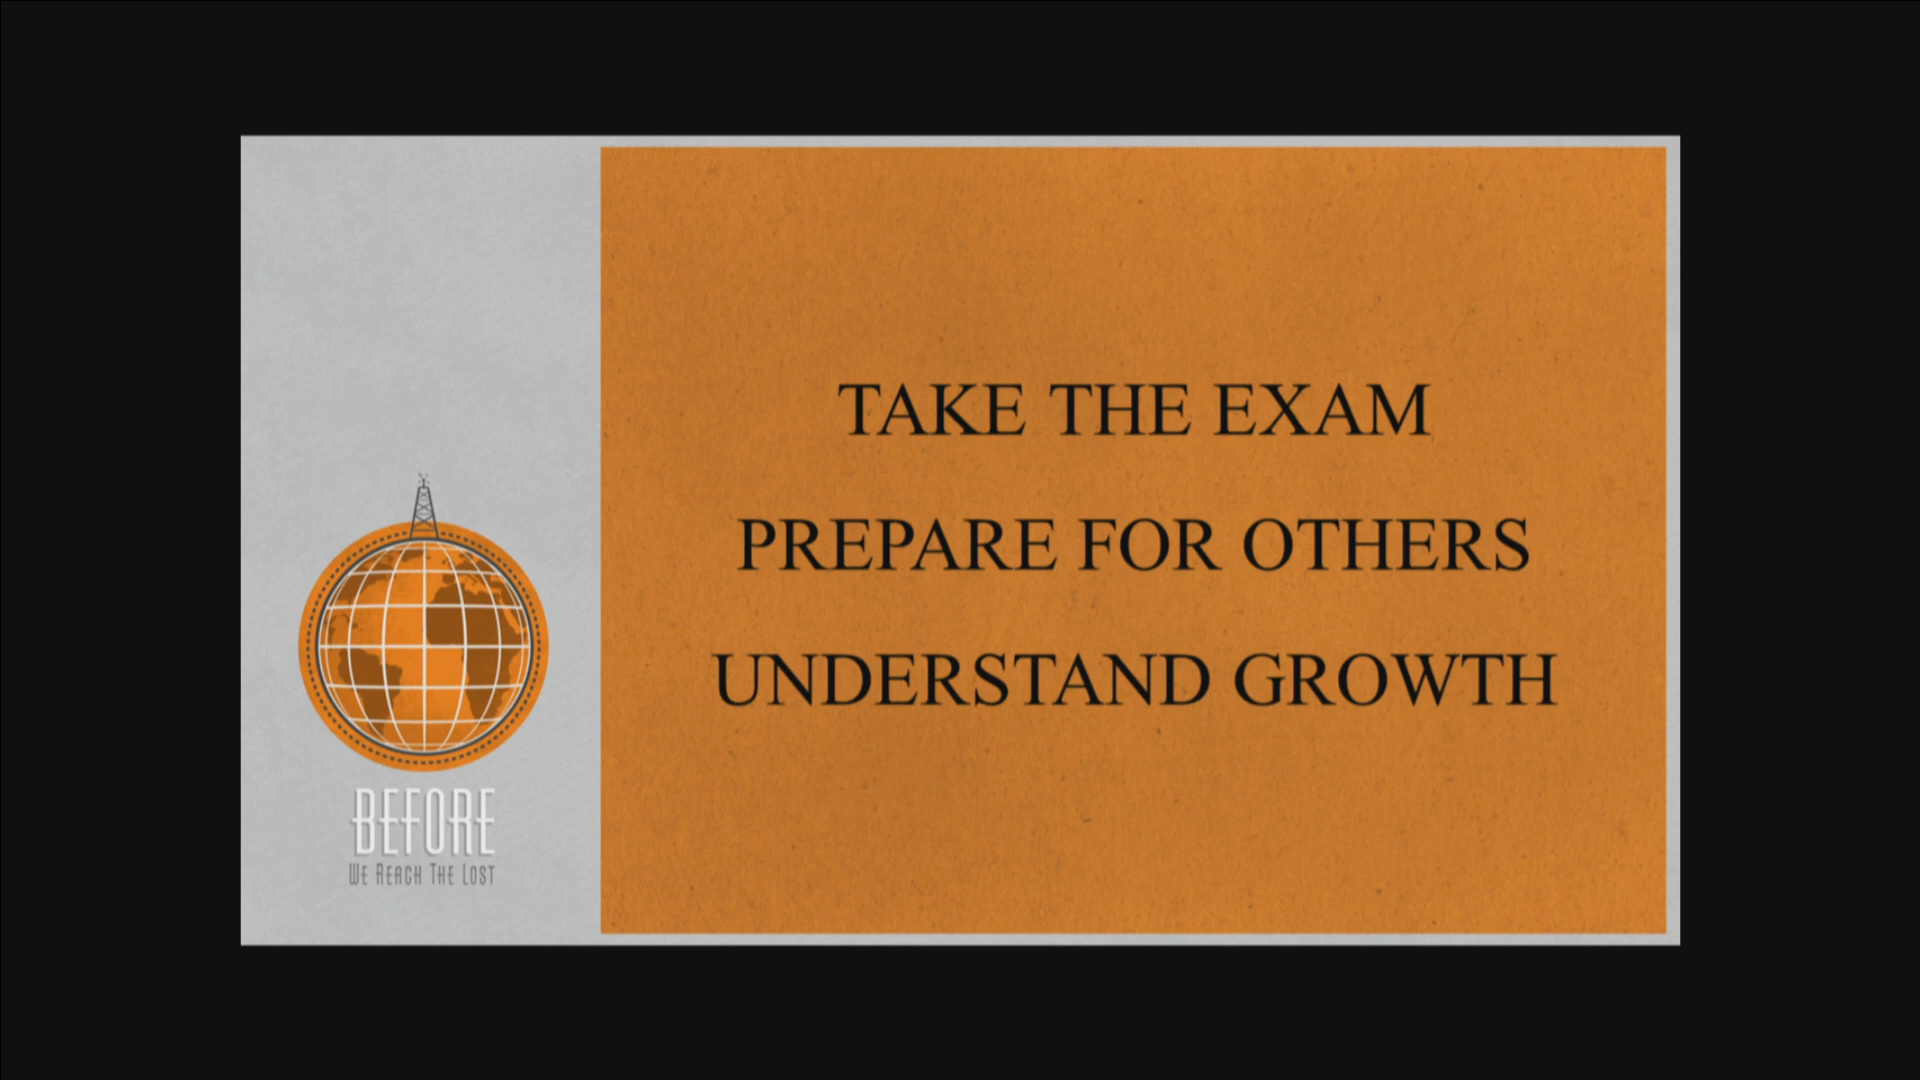 TAKE THE EXAM
PREPARE FOR OTHERS
UNDERSTAND GROWTH
BEFORE
WE REACH THE LOST